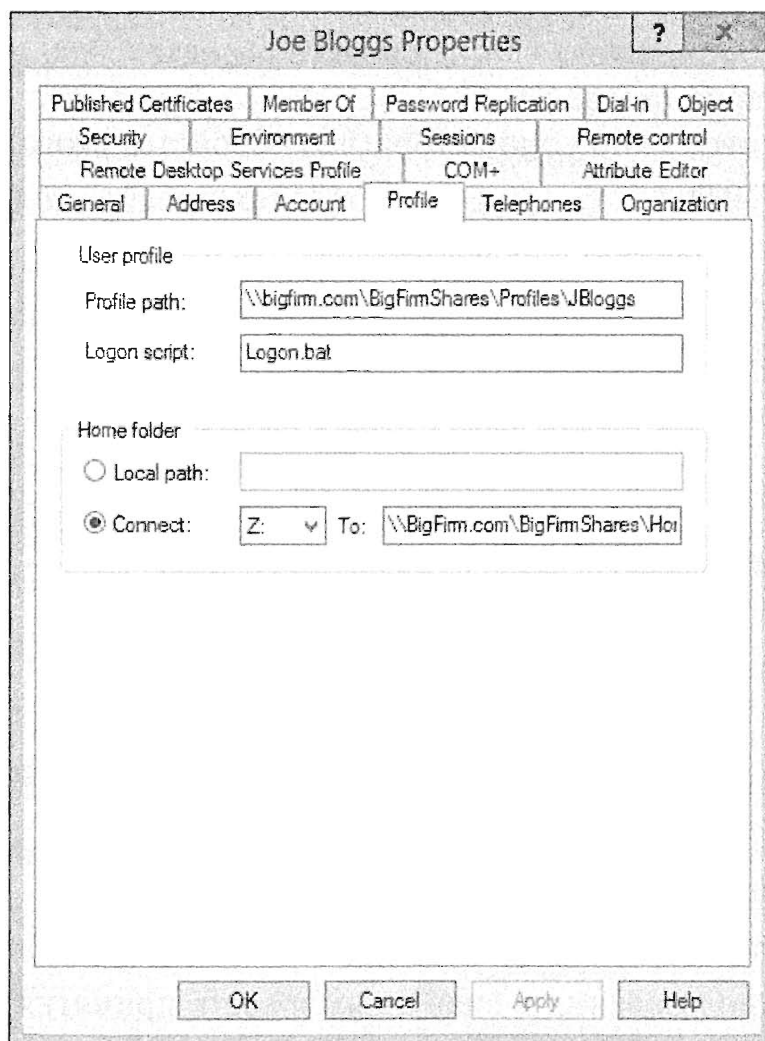 Joe Bloggs Properties ? X
Published Certificates Member Of Password Replication Dial-in Object
Security Environment Sessions Remote control
Remote Desktop Services Profile COM+ Attribute Editor
General Address Account Profile Telephones Organization
User profile
Profile path: \\bigfirm.com\BigFirmShares\Profiles\JBloggs
Logon script: Logon.bat
Home folder
Local path:
Connect: Z: To: \\BigFirm.com\BigFirmShares\Hor
OK Cancel Apply Help